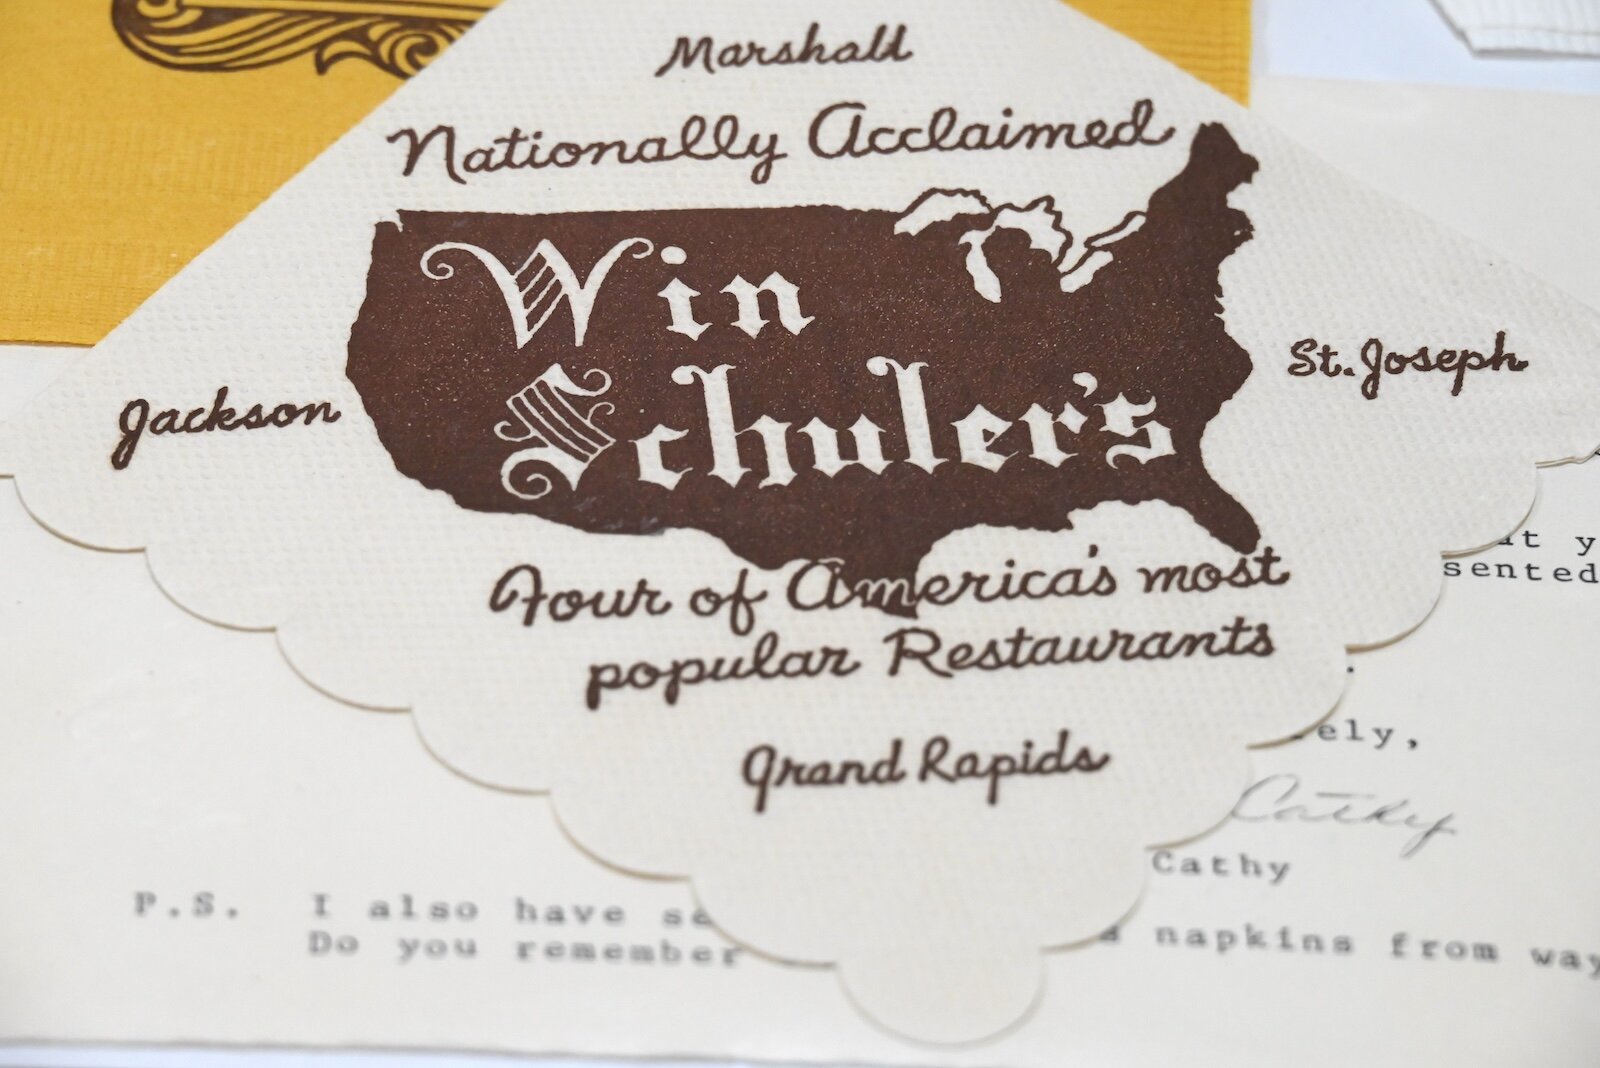 Marshall
Nationally Acclaimed
Win
Schuler's
Jackson
St. Joseph
Four of America's most
popular Restaurants
Grand Rapids
Cathy
Cathy
P.S. I also have napkins from way
Do you remember